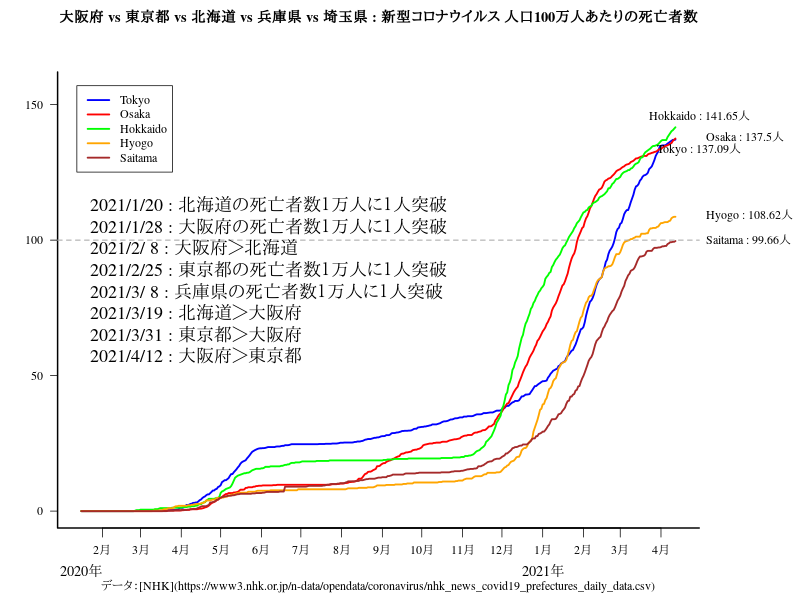 大阪府 vs 東京都 vs 北海道 vs 兵庫県 vs 埼玉県 : 新型コロナウイルス 人口100万人あたりの死亡者数
150
100
50
0
Tokyo
Osaka
Hokkaido
Hyogo
Saitama
2021/1/20 : 北海道の死亡者数1万人に1人突破
2021/1/28 : 大阪府の死亡者数1万人に1人突破
2021/2/ 8 : 大阪府＞北海道
2021/2/25 : 東京都の死亡者数1万人に1人突破
2021/3/ 8 : 兵庫県の死亡者数1万人に1人突破
2021/3/19 : 北海道＞大阪府
2021/3/31 : 東京都＞大阪府
2021/4/12 : 大阪府＞東京都
Hokkaido : 141.65人
Osaka : 137.5人
Tokyo : 137.09人
Hyogo : 108.62人
Saitama : 99.66人
2月 3月 4月 5月 6月 7月 8月 9月 10月 11月 12月 1月 2月 3月 4月
2020年 2021年
データ：[NHK](https://www3.nhk.or.jp/n-data/opendata/coronavirus/nhk_news_covid19_prefectures_daily_data.csv)